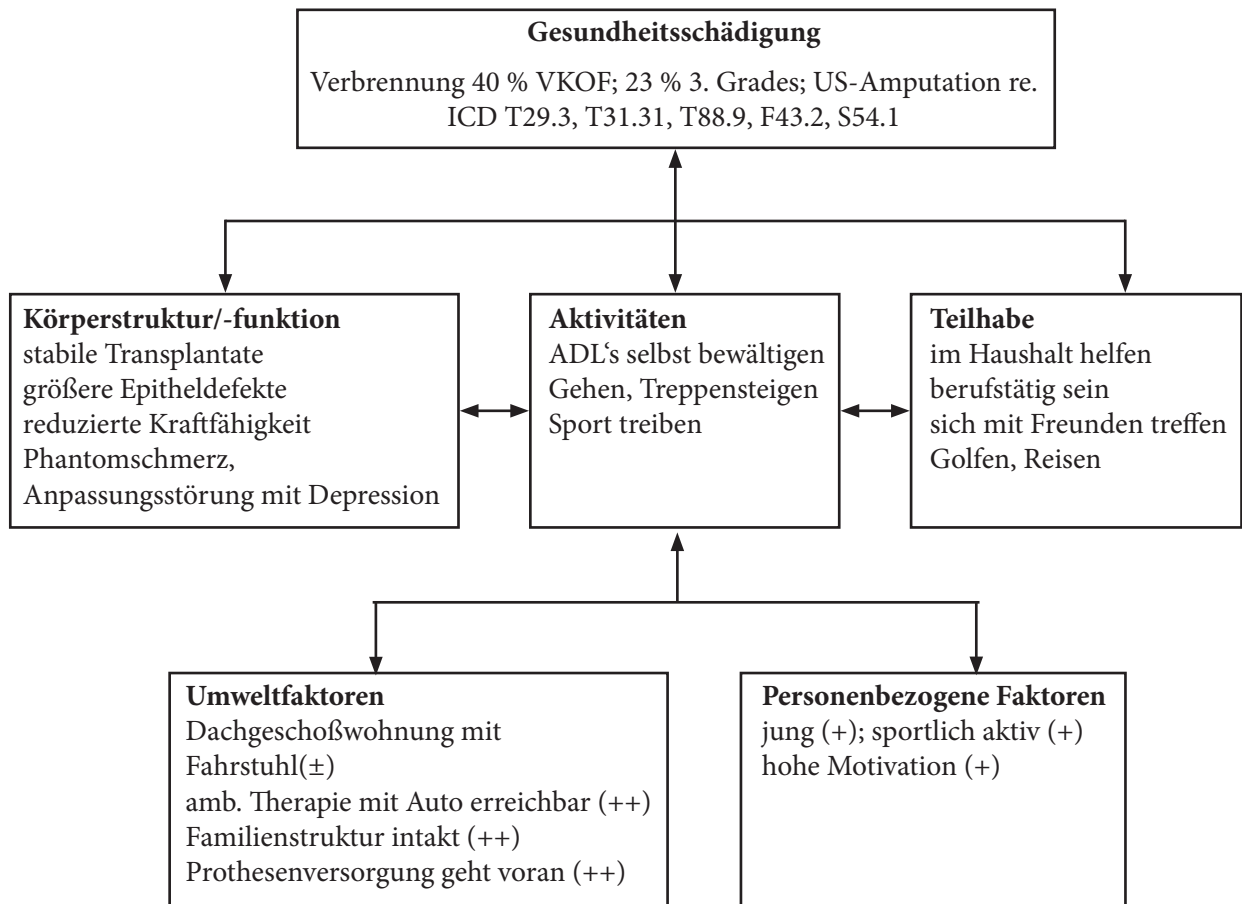 Gesundheitsschädigung
Verbrennung 40 % VKOF; 23 % 3. Grades; US-Amputation re.
ICD T29.3, T31.31, T88.9, F43.2, S54.1
Körperstruktur/-funktion
stabile Transplantate
größere Epitheldefekte
reduzierte Kraftfähigkeit
Phantomschmerz,
Anpassungsstörung mit Depression
Aktivitäten
ADL‘s selbst bewältigen
Gehen, Treppensteigen
Sport treiben
Teilhabe
im Haushalt helfen
berufstätig sein
sich mit Freunden treffen
Golfen, Reisen
Umweltfaktoren
Dachgeschoßwohnung mit
Fahrstuhl(±)
amb. Therapie mit Auto erreichbar (++)
Familienstruktur intakt (++)
Prothesenversorgung geht voran (++)
Personenbezogene Faktoren
jung (+); sportlich aktiv (+)
hohe Motivation (+)